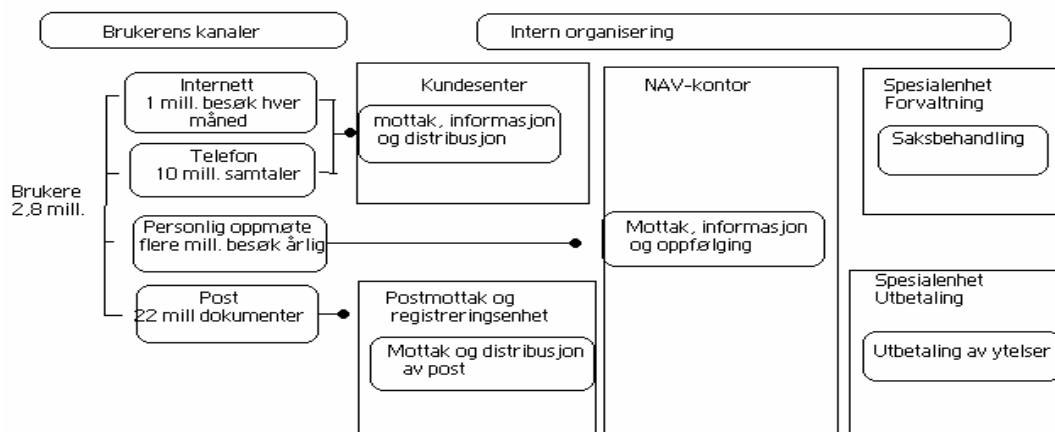 Brukerens kanaler
Intern organisering
Internett
1 mill. besøk hver
måned
Telefon
10 mill. samtaler
Brukere
2,8 mill.
Personlig oppmøte
flere mill. besøk årlig
Post
22 mill dokumenter
Kundesenter
mottak, informasjon
og distribusjon
Postmottak og
registreringsenhet
Mottak og distribusjon
av post
NAV-kontor
Mottak, informasjon
og oppfølging
Spesialenhet
Forvaltning
Saksbehandling
Spesialenhet
Utbetaling
Utbetaling av ytelser